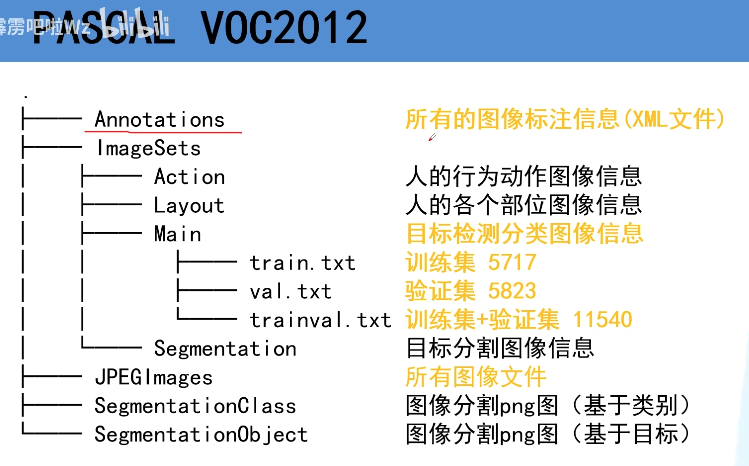 霹雳吧啦Wz bilibili
PASCAL VOC2012
.
├── Annotations 所有的图像标注信息(XML文件)
├── ImageSets
│ ├── Action 人的行为动作图像信息
│ ├── Layout 人的各个部位图像信息
│ ├── Main 目标检测分类图像信息
│ │ ├── train.txt 训练集 5717
│ │ ├── val.txt 验证集 5823
│ │ └── trainval.txt 训练集+验证集 11540
│ └── Segmentation 目标分割图像信息
├── JPEGImages 所有图像文件
├── SegmentationClass 图像分割png图（基于类别）
└── SegmentationObject 图像分割png图（基于目标）